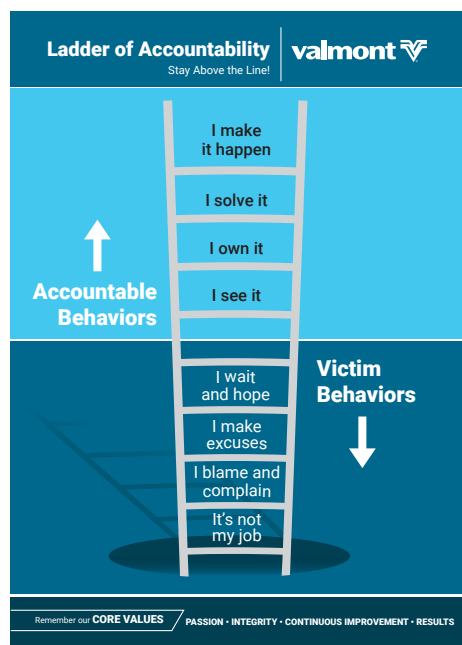 Ladder of Accountability
Stay Above the Line!
valmont
I make
it happen
I solve it
I own it
I see it
Accountable
Behaviors
Victim
Behaviors
I wait
and hope
I make
excuses
I blame and
complain
It's not
my job
Remember our CORE VALUES
PASSION • INTEGRITY • CONTINUOUS IMPROVEMENT • RESULTS